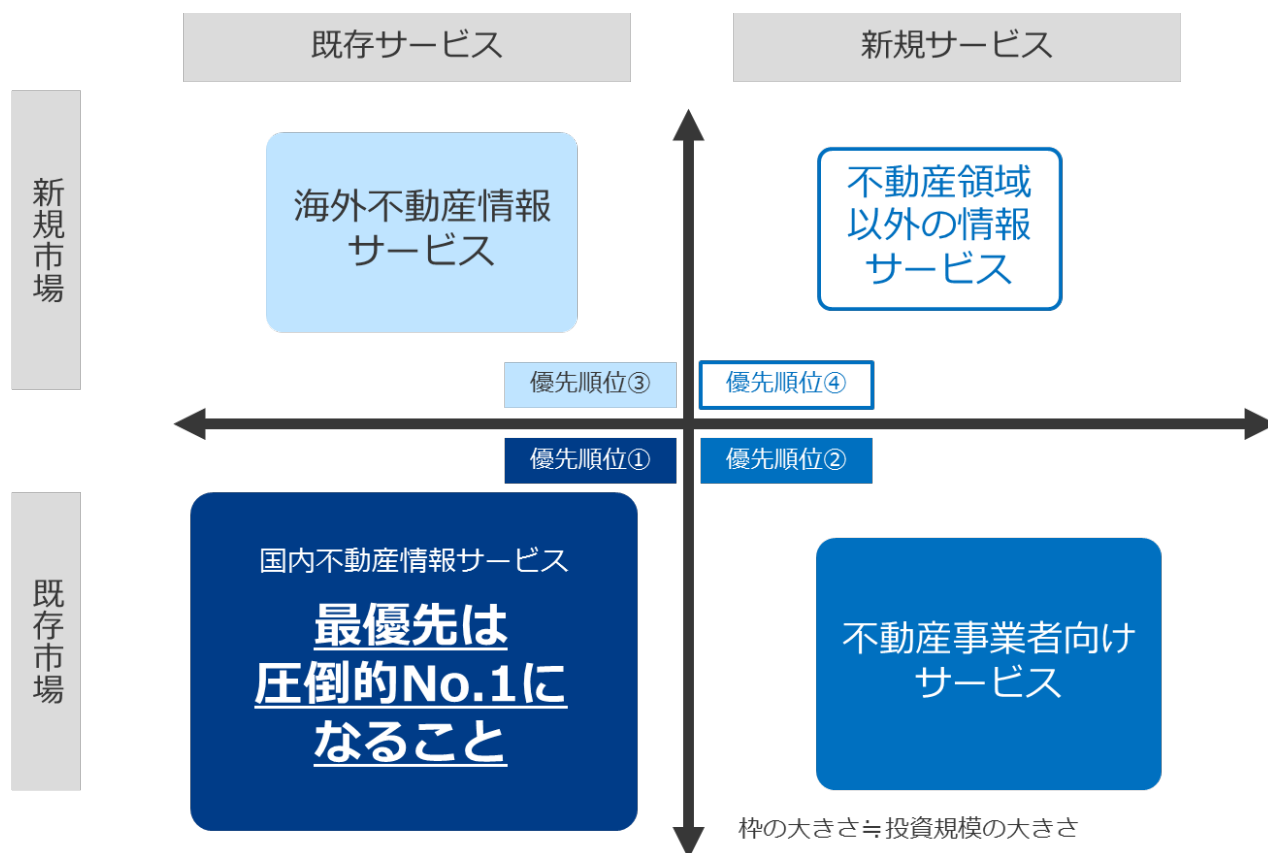 既存サービス
新規サービス
新規市場
海外不動産情報
サービス
不動産領域
以外の情報
サービス
優先順位③
優先順位④
優先順位①
優先順位②
既存市場
国内不動産情報サービス
最優先は
圧倒的No.1に
なること
不動産事業者向け
サービス
枠の大きさ≒投資規模の大きさ